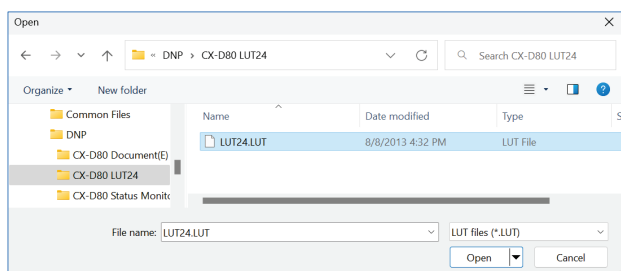 Open
« DNP > CX-D80 LUT24
Search CX-D80 LUT24
Organize New folder
Common Files
DNP
CX-D80 Document(E)
CX-D80 LUT24
CX-D80 Status Monito
Name Date modified Type S
LUT24.LUT 8/8/2013 4:32 PM LUT File
File name: LUT24.LUT LUT files (*.LUT)
Open Cancel